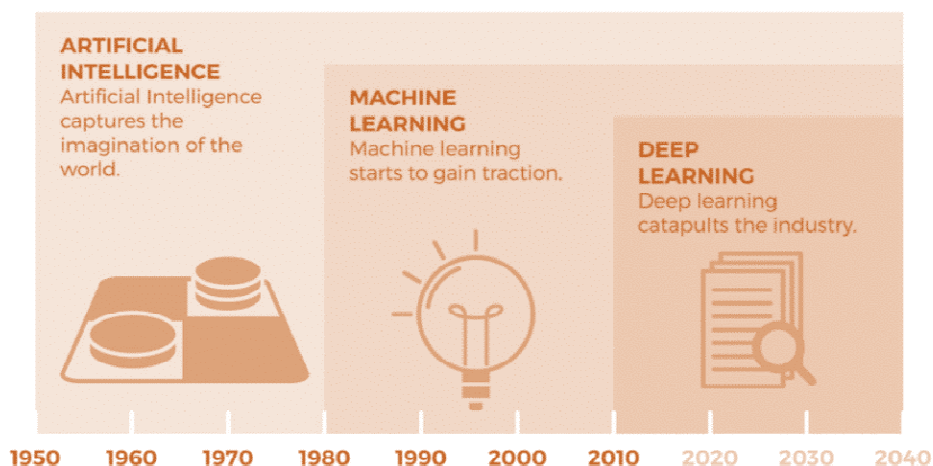 ARTIFICIAL
INTELLIGENCE
Artificial Intelligence
captures the
imagination of the
world.
MACHINE
LEARNING
Machine learning
starts to gain traction.
DEEP
LEARNING
Deep learning
catapults the industry.
1950 1960 1970 1980 1990 2000 2010 2020 2030 2040